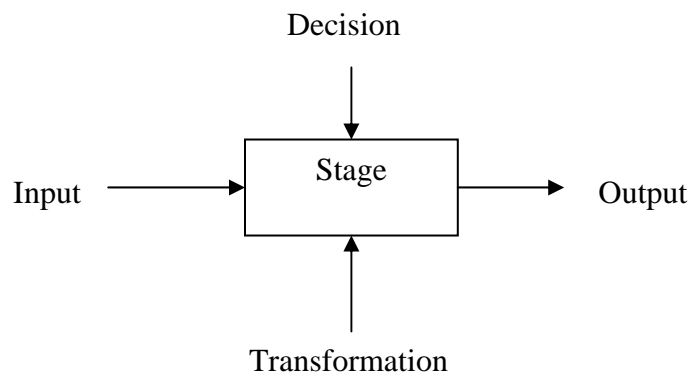 Decision
Stage
Input
Output
Transformation